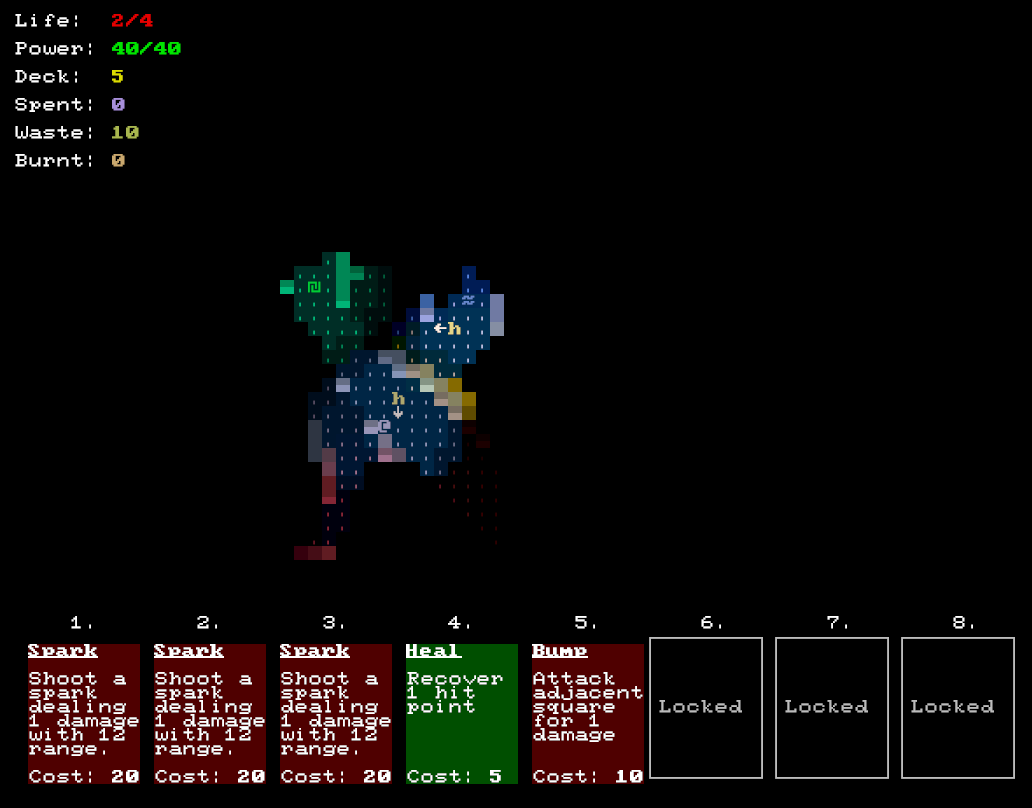 Life: 2/4
Power: 40/40
Deck: 5
Spent: 0
Waste: 10
Burnt: 0
₪
≈
←h
h
↓
@
1. 2. 3. 4. 5. 6. 7. 8.
Spark
Shoot a
spark
dealing
1 damage
with 12
range.
Cost: 20
Spark
Shoot a
spark
dealing
1 damage
with 12
range.
Cost: 20
Spark
Shoot a
spark
dealing
1 damage
with 12
range.
Cost: 20
Heal
Recover
1 hit
point
Cost: 5
Bump
Attack
adjacent
square
for 1
damage
Cost: 10
Locked
Locked
Locked